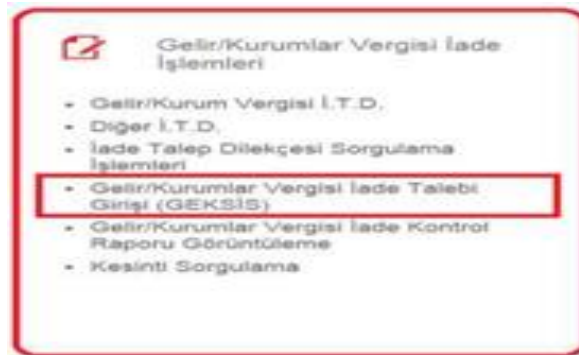 Gelir/Kurumlar Vergisi İade
İşlemleri
- Gelir/Kurum Vergisi İ.T.D.
- Diğer İ.T.D.
- İade Talep Dilekçesi Sorgulama
İşlemleri
- Gelir/Kurumlar Vergisi İade Talebi
Girişi (GEKSİS)
- Gelir/Kurumlar Vergisi İade Kontrol
Raporu Görüntüleme
- Kesinti Sorgulama